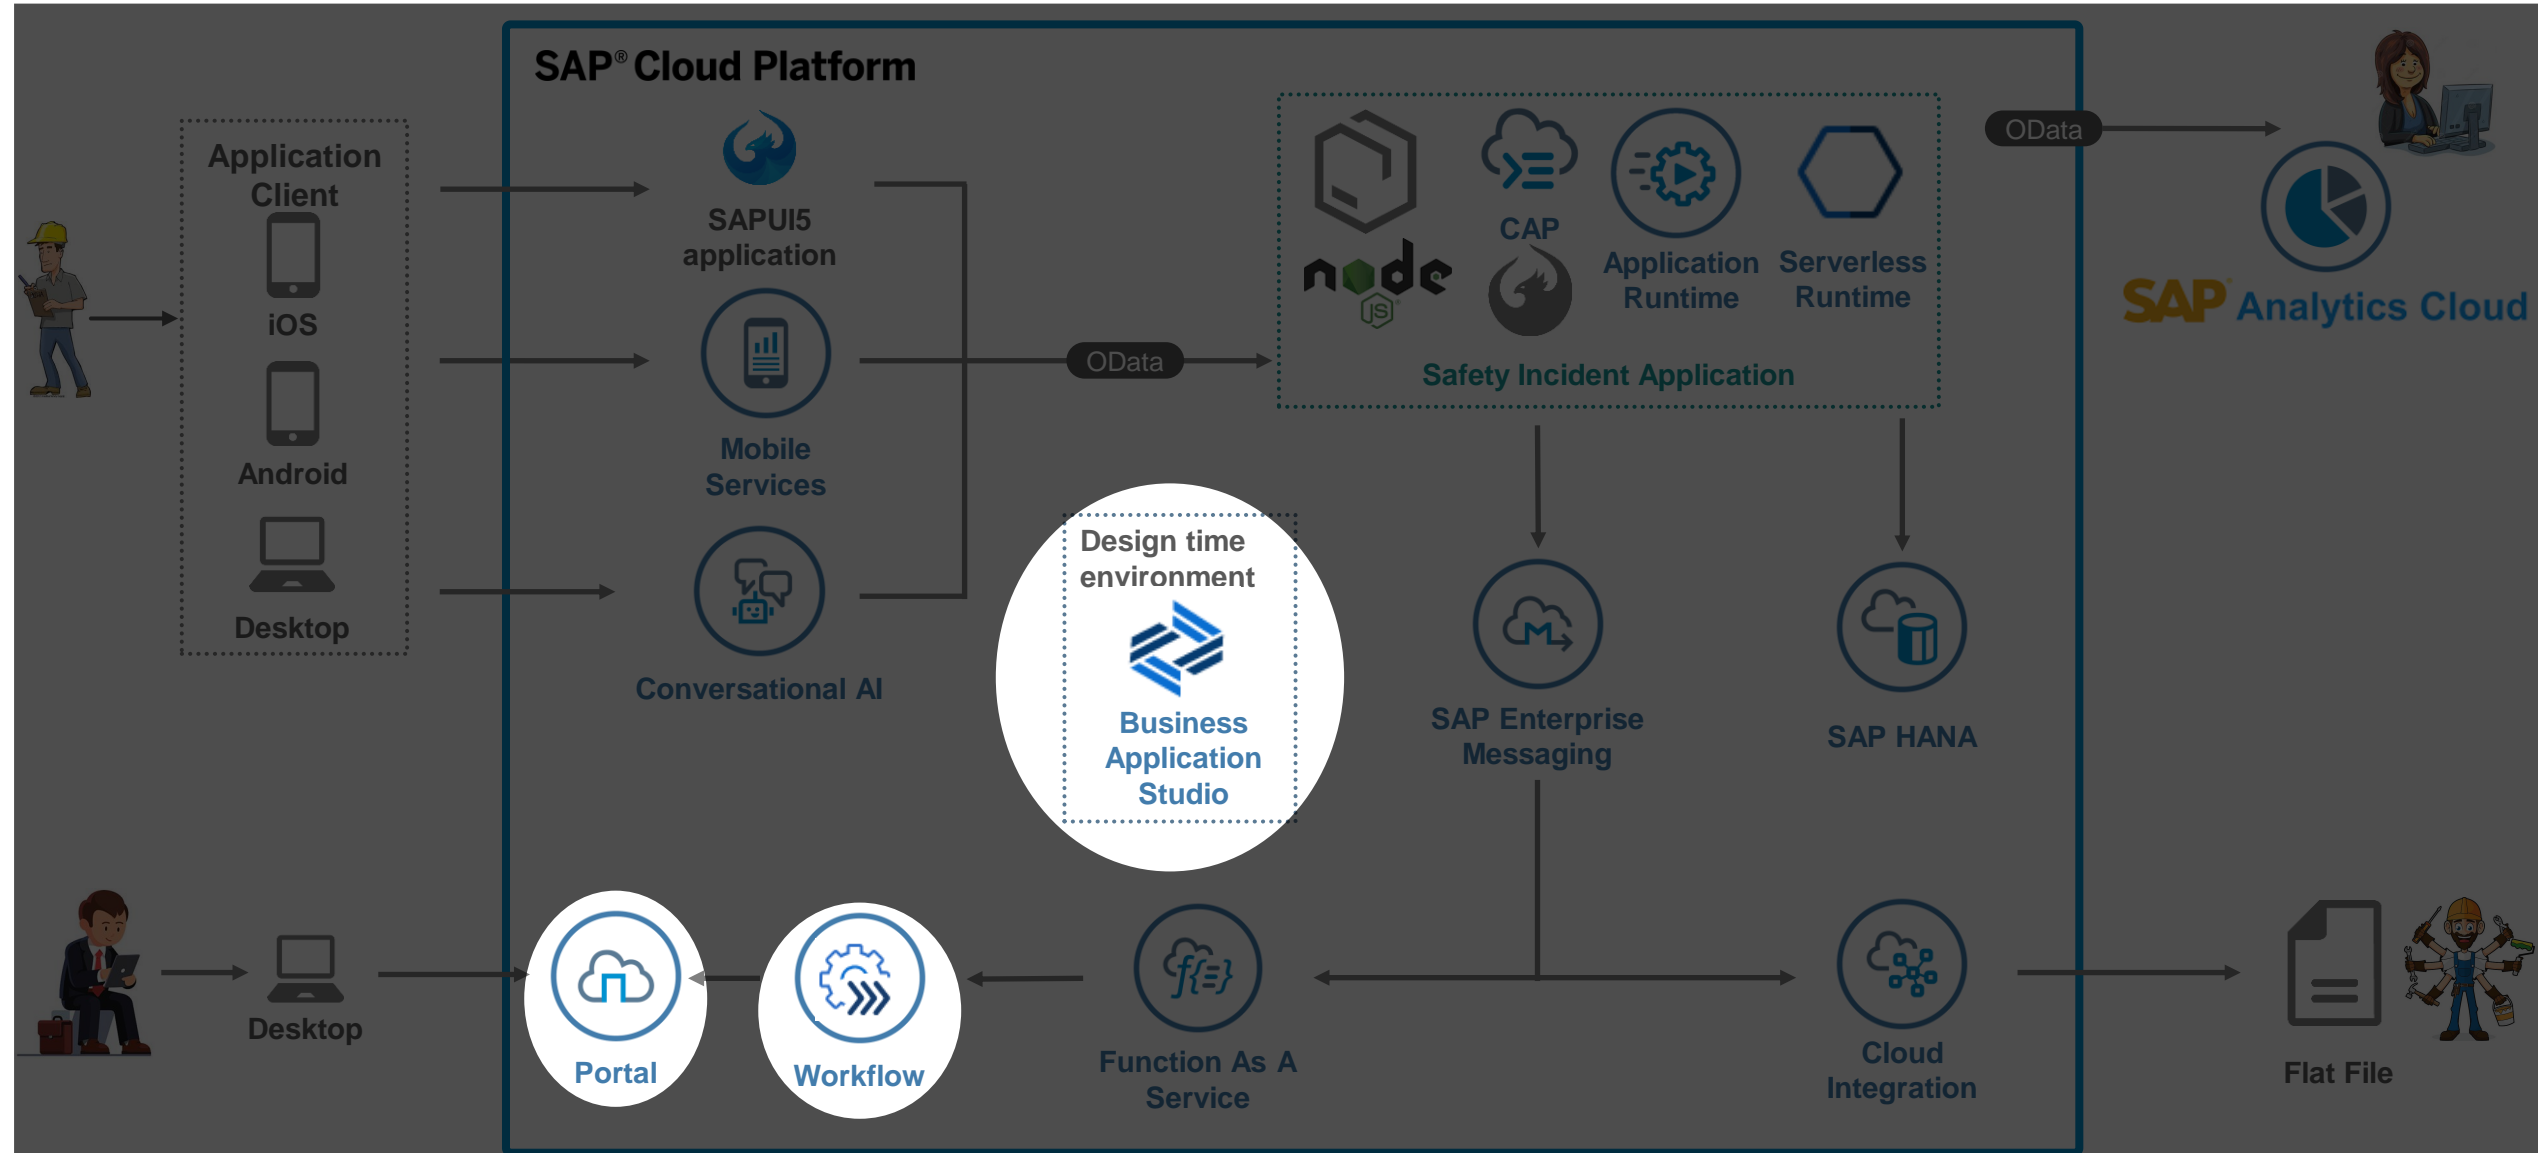 SAP® Cloud Platform
Application
Client
iOS
Android
Desktop
SAPUI5
application
Mobile
Services
Conversational AI
OData
node
JS
CAP
Application
Runtime
Serverless
Runtime
Safety Incident Application
OData
SAP® Analytics Cloud
Design time
environment
Business
Application
Studio
SAP Enterprise
Messaging
SAP HANA
Desktop
Portal
Workflow
f{=}
Function As A
Service
Cloud
Integration
Flat File